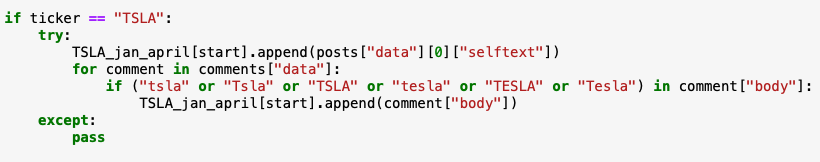 if ticker == "TSLA":
    try:
        TSLA_jan_april[start].append(posts["data"][0]["selftext"])
        for comment in comments["data"]:
            if ("tsla" or "Tsla" or "TSLA" or "tesla" or "TESLA" or "Tesla") in comment["body"]:
                TSLA_jan_april[start].append(comment["body"])
    except:
        pass